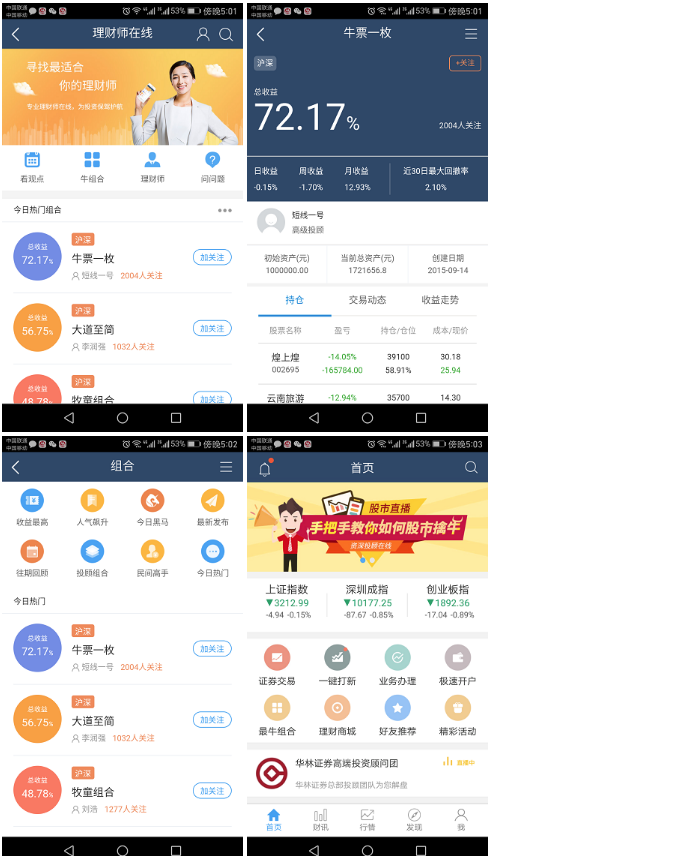 中国联通
中国移动
53% 傍晚5:01
理财师在线
寻找最适合
你的理财师
专业理财师在线，为投资保驾护航
看观点 牛组合 理财师 问问题
今日热门组合
总收益
72.17%
沪深
牛票一枚
短线一号 2004人关注
加关注
总收益
56.75%
沪深
大道至简
李润强 1032人关注
加关注
总收益
48.78%
沪深
牧童组合
加关注
中国联通
中国移动
53% 傍晚5:01
牛票一枚
沪深
+关注
总收益
72.17%
2004人关注
日收益 周收益 月收益 近30日最大回撤率
-0.15% -1.70% 12.93% 2.10%
短线一号
高级投顾
初始资产(元) 当前总资产(元) 创建日期
1000000.00 1721656.8 2015-09-14
持仓 交易动态 收益走势
股票名称 盈亏 持仓/仓位 成本/现价
煌上煌 -14.05% 39100 30.18
002695 -165784.00 58.91% 25.94
云南旅游 -12.94% 35700 14.30
中国联通
中国移动
53% 傍晚5:02
组合
收益最高 人气飙升 今日黑马 最新发布
往期回顾 投顾组合 民间高手 今日热门
今日热门
总收益
72.17%
沪深
牛票一枚
短线一号 2004人关注
加关注
总收益
56.75%
沪深
大道至简
李润强 1032人关注
加关注
总收益
48.78%
沪深
牧童组合
刘浩 1277人关注
加关注
中国联通
中国移动
53% 傍晚5:03
首页
股市直播
手把手教你如何股市擒牛
资深投顾在线
上证指数 深圳成指 创业板指
▼3212.99 ▼10177.25 ▼1892.36
-4.94 -0.15% -87.67 -0.85% -17.04 -0.89%
证券交易 一键打新 业务办理 极速开户
最牛组合 理财商城 好友推荐 精彩活动
华林证券高端投资顾问团
直播中
华林证券总部投顾团队为您解盘
首页 财讯 行情 发现 我